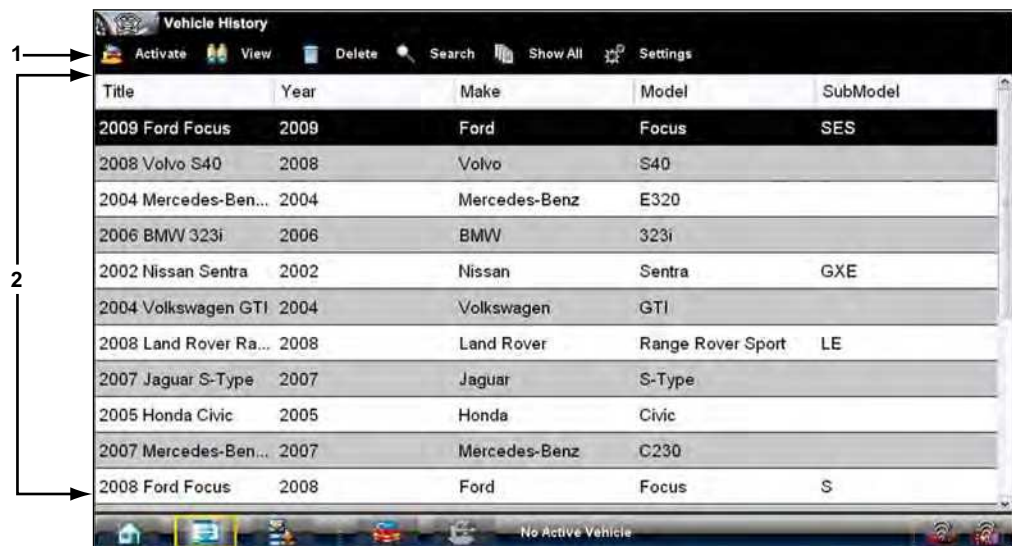 Vehicle History
1
Activate View Delete Search Show All Settings
2
Title Year Make Model SubModel
2009 Ford Focus 2009 Ford Focus SES
2008 Volvo S40 2008 Volvo S40
2004 Mercedes-Ben... 2004 Mercedes-Benz E320
2006 BMW 323i 2006 BMW 323i
2002 Nissan Sentra 2002 Nissan Sentra GXE
2004 Volkswagen GTI 2004 Volkswagen GTI
2008 Land Rover Ra... 2008 Land Rover Range Rover Sport LE
2007 Jaguar S-Type 2007 Jaguar S-Type
2005 Honda Civic 2005 Honda Civic
2007 Mercedes-Ben... 2007 Mercedes-Benz C230
2008 Ford Focus 2008 Ford Focus S
No Active Vehicle